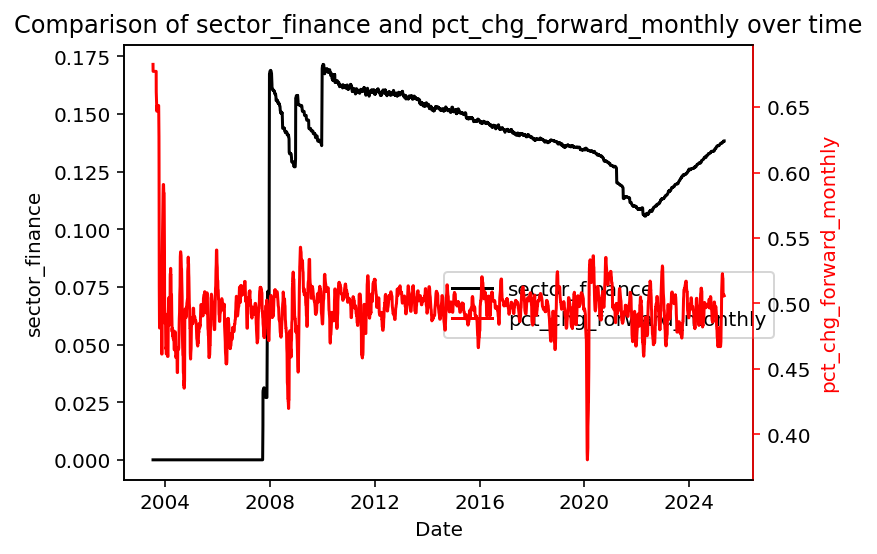 Comparison of sector_finance and pct_chg_forward_monthly over time
0.175
0.150
0.125
0.100
0.075
0.050
0.025
0.000
sector_finance
0.65
0.60
0.55
0.50
0.45
0.40
pct_chg_forward_monthly
sector_finance
pct_chg_forward_monthly
2004 2008 2012 2016 2020 2024
Date